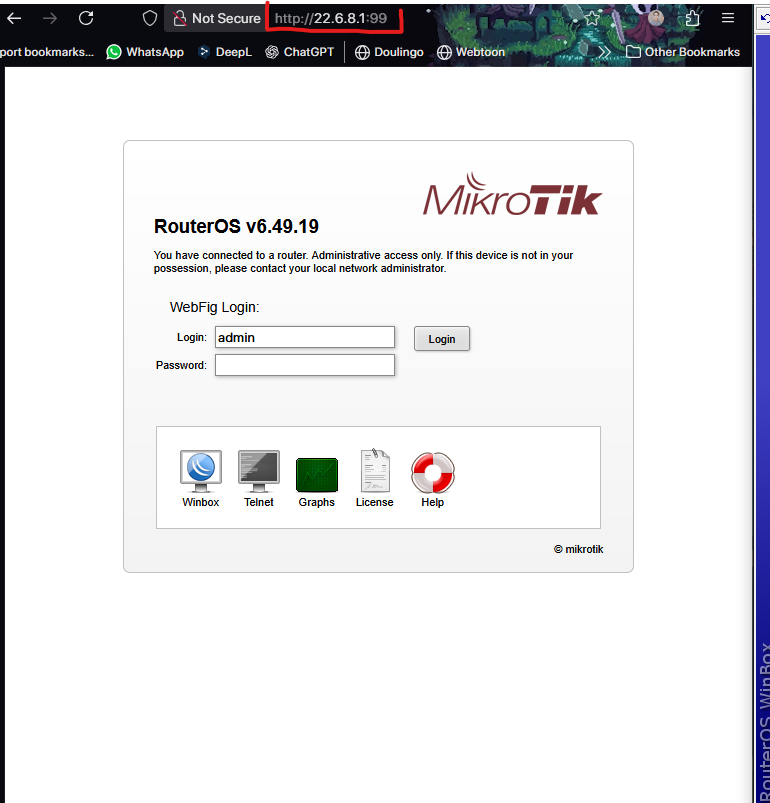 Not Secure http://22.6.8.1:99
port bookmarks... WhatsApp DeepL ChatGPT Doulingo Webtoon Other Bookmarks
MikroTik
RouterOS v6.49.19
You have connected to a router. Administrative access only. If this device is not in your
possession, please contact your local network administrator.
WebFig Login:
Login: admin Login
Password:
Winbox Telnet Graphs License Help
© mikrotik
RouterOS WinBox